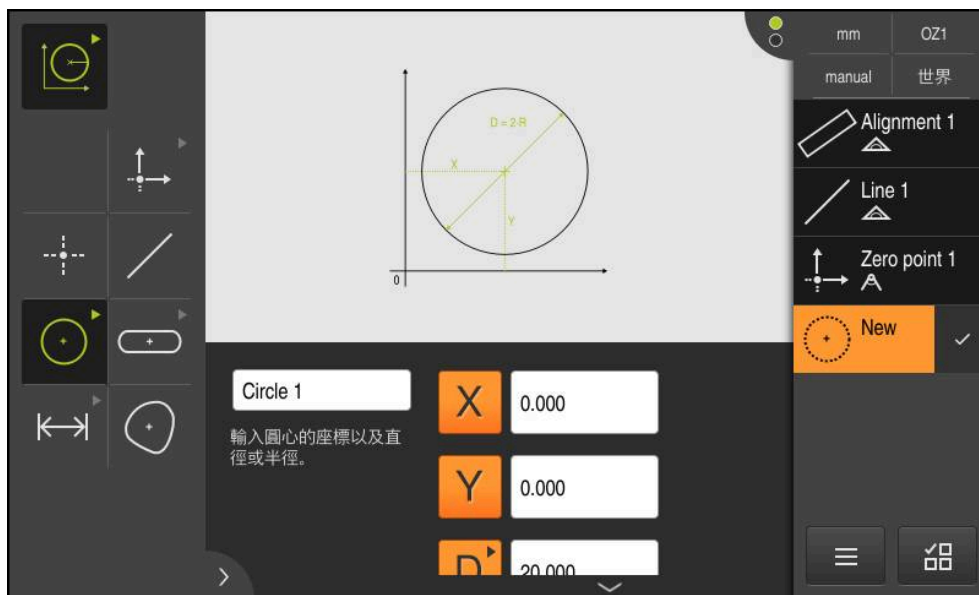 mm
OZ1
manual
世界
Alignment 1
Line 1
Zero point 1
New
D = 2·R
X
Y
0
Circle 1
輸入圓心的座標以及直
徑或半徑。
X
0.000
Y
0.000
D
20.000